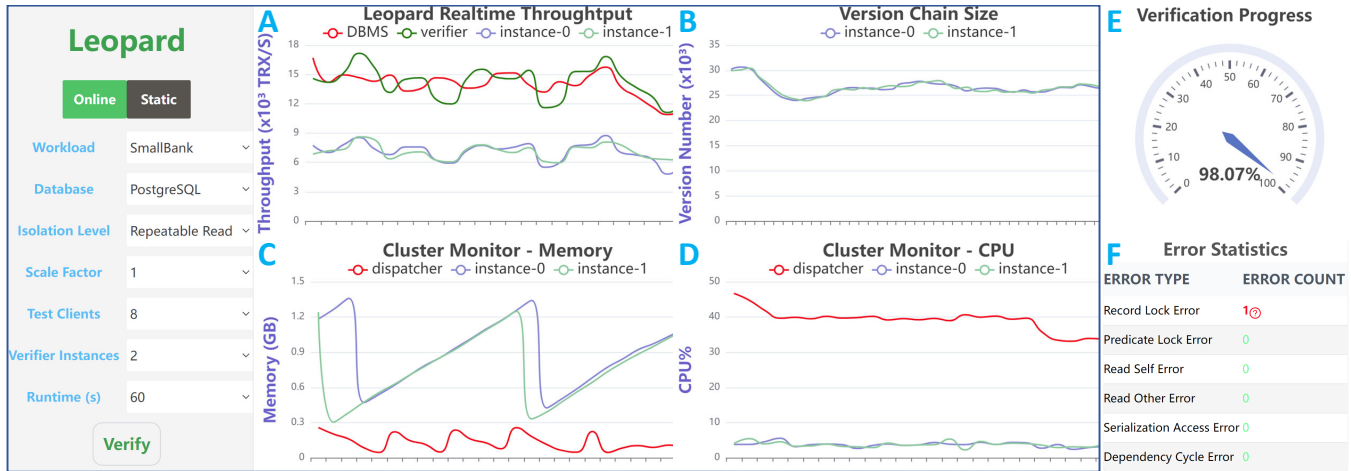 Leopard
Online Static
Workload SmallBank
Database PostgreSQL
Isolation Level Repeatable Read
Scale Factor 1
Test Clients 8
Verifier Instances 2
Runtime (s) 60
Verify
A Leopard Realtime Throughtput
DBMS verifier instance-0 instance-1
Throughput (x10³ TRX/S)
18
15
12
9
6
3
0
B Version Chain Size
instance-0 instance-1
Version Number (x10³)
35
30
25
20
15
10
5
0
C Cluster Monitor - Memory
dispatcher instance-0 instance-1
Memory (GB)
1.5
1.2
0.9
0.6
0.3
0
D Cluster Monitor - CPU
dispatcher instance-0 instance-1
CPU%
50
40
30
20
10
0
E Verification Progress
0
10
20
30
40
50
60
70
80
90
100
98.07%
F Error Statistics
ERROR TYPE ERROR COUNT
Record Lock Error 1?
Predicate Lock Error 0
Read Self Error 0
Read Other Error 0
Serialization Access Error 0
Dependency Cycle Error 0